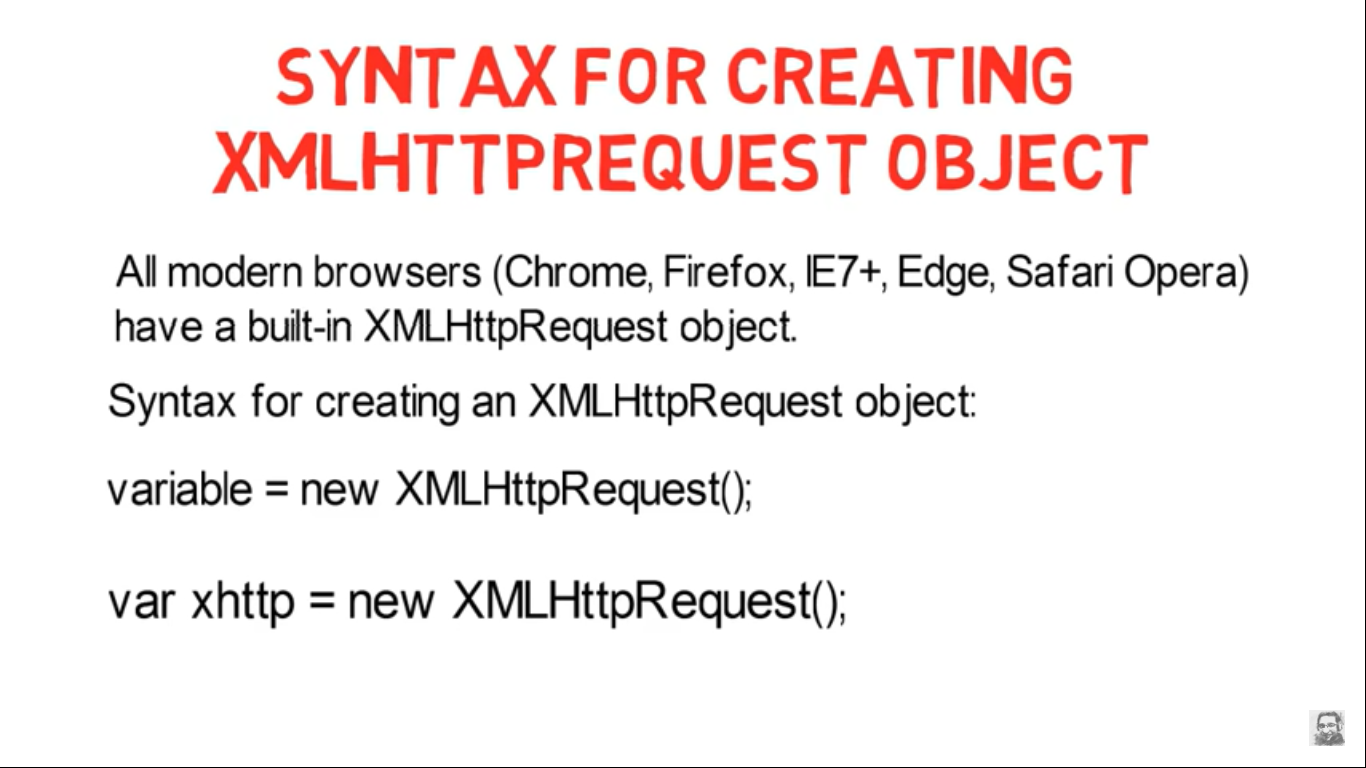 SYNTAX FOR CREATING
XMLHTTPREQUEST OBJECT
All modern browsers (Chrome, Firefox, IE7+, Edge, Safari Opera)
have a built-in XMLHttpRequest object.
Syntax for creating an XMLHttpRequest object:
variable = new XMLHttpRequest();
var xhttp = new XMLHttpRequest();